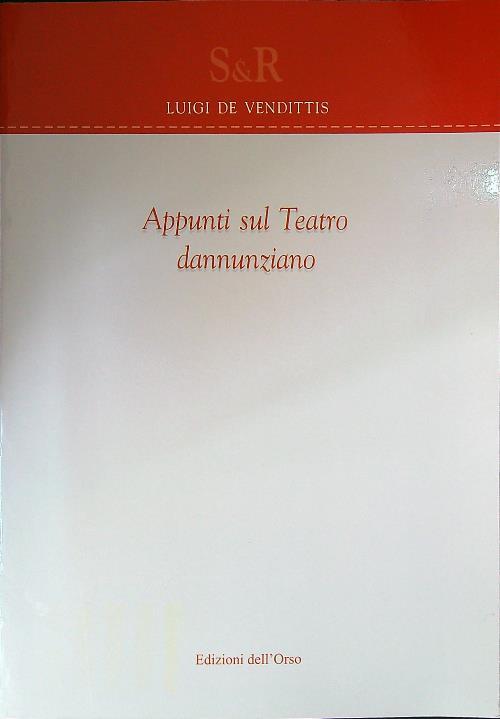 S&R
LUIGI DE VENDITTIS
Appunti sul Teatro
dannunziano
Edizioni dell'Orso